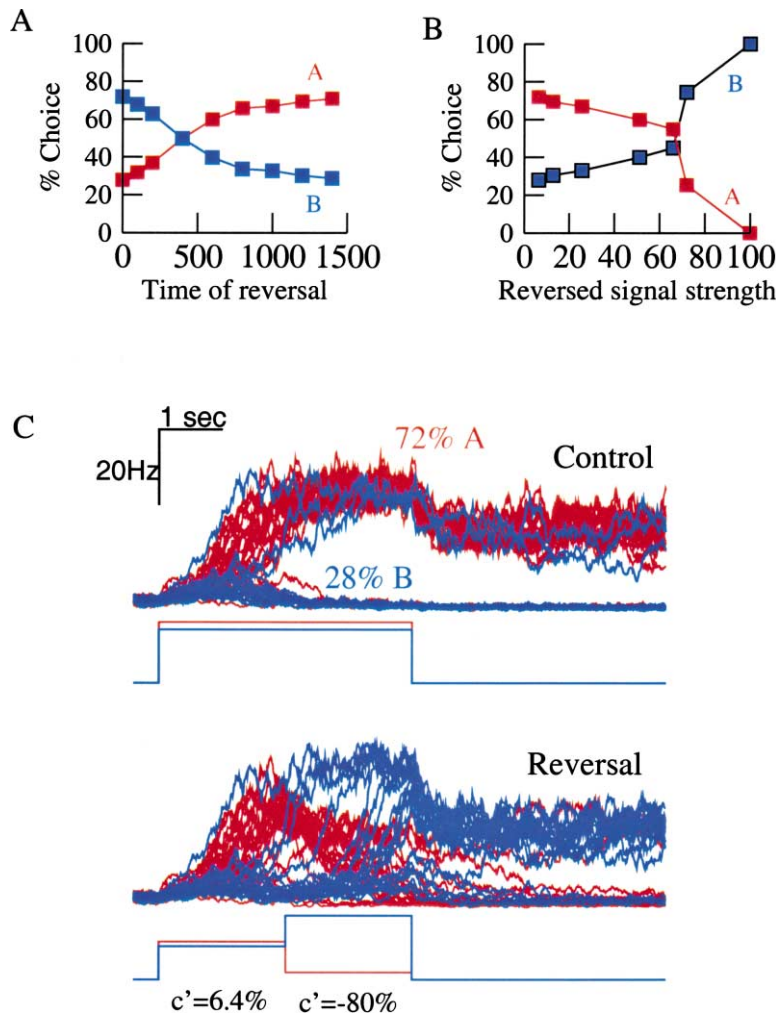 A
100
80
60
40
20
0
% Choice
A
B
0 500 1000 1500
Time of reversal
B
100
80
60
40
20
0
% Choice
B
A
0 20 40 60 80 100
Reversed signal strength
C
1 sec
20Hz
72% A
Control
28% B
Reversal
c'=6.4% c'=-80%